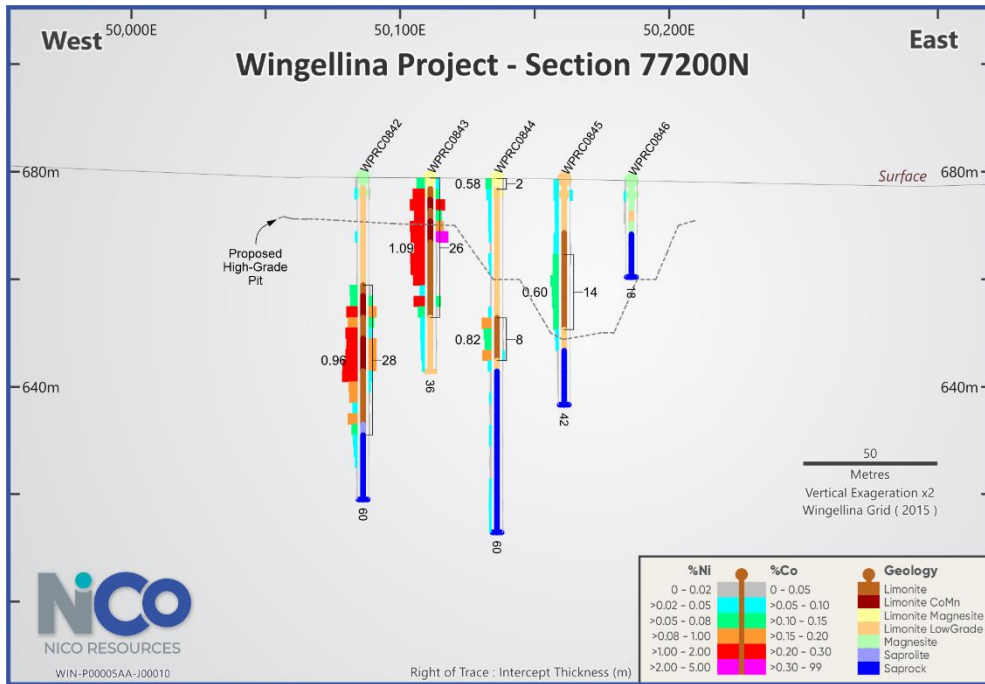 West
50,000E
50,100E
50,200E
East
Wingellina Project - Section 77200N
WPRC0842
WPRC0843
WPRC0844
WPRC0845
WPRC0846
680m
680m
Surface
0.58
2
Proposed
High-Grade
Pit
1.09
26
0.60
14
18
0.82
8
0.96
28
640m
640m
36
42
60
60
50
Metres
Vertical Exageration x2
Wingellina Grid ( 2015 )
NiCo
NICO RESOURCES
WIN-P00005AA-J00010
Right of Trace : Intercept Thickness (m)
%Ni %Co Geology
0 - 0.02 0 - 0.05 Limonite
>0.02 - 0.05 >0.05 - 0.10 Limonite CoMn
>0.05 - 0.08 >0.10 - 0.15 Limonite Magnesite
>0.08 - 1.00 >0.15 - 0.20 Limonite LowGrade
>1.00 - 2.00 >0.20 - 0.30 Magnesite
>2.00 - 5.00 >0.30 - 99 Saprolite
Saprock